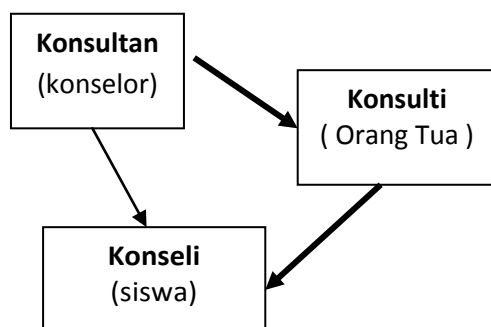 Konsultan
(konselor)
Konsulti
( Orang Tua )
Konseli
(siswa)